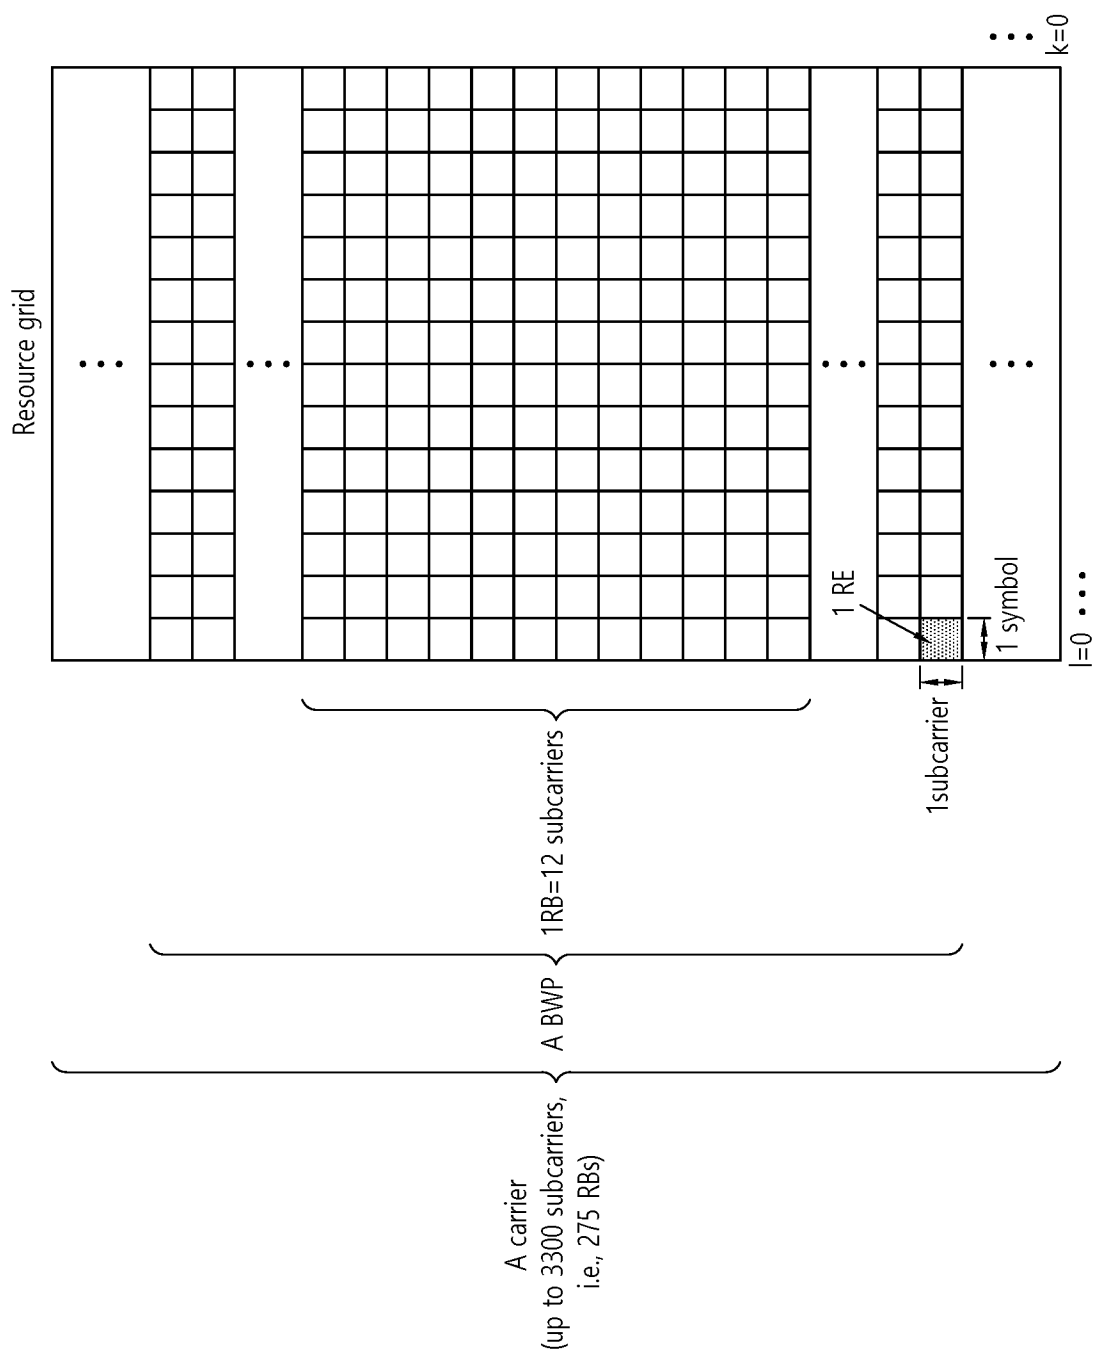 Resource grid
A carrier
(up to 3300 subcarriers,
i.e., 275 RBs)
A BWP
1RB=12 subcarriers
1subcarrier
1 RE
1 symbol
l=0
k=0